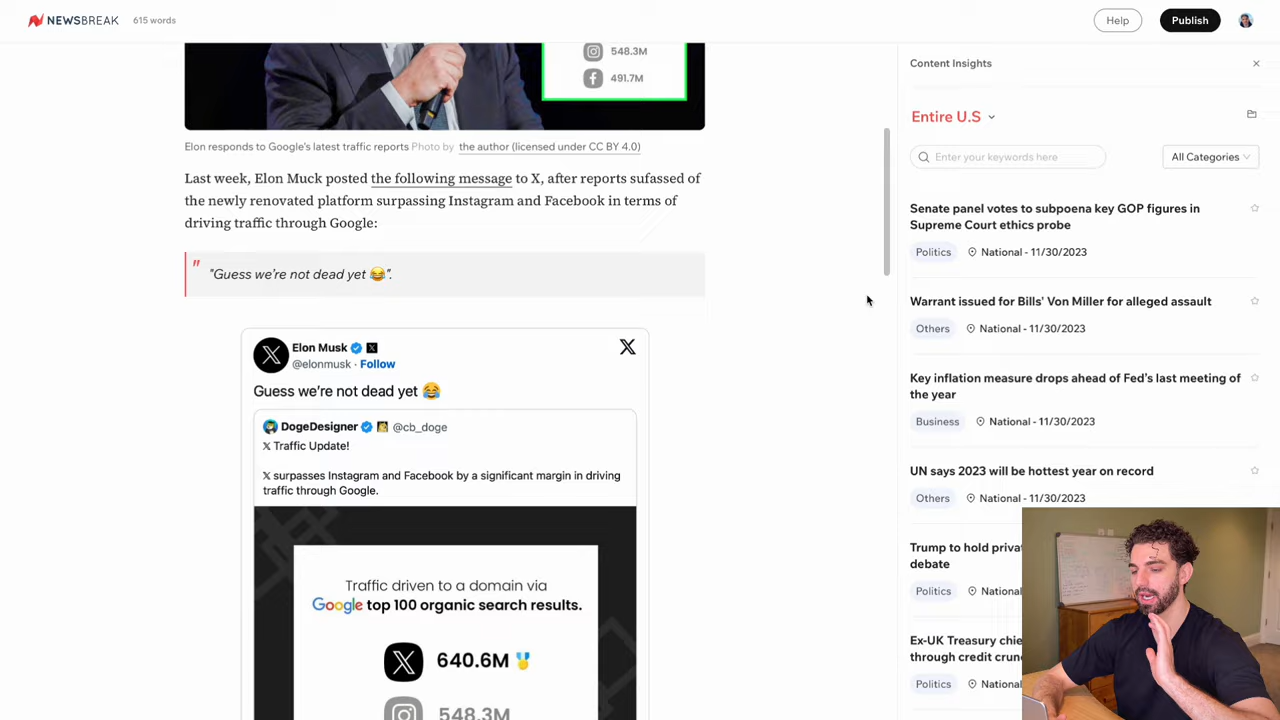 NEWSBREAK 615 words Help Publish
548.3M
491.7M
Elon responds to Google's latest traffic reports Photo by the author (licensed under CC BY 4.0)
Last week, Elon Muck posted the following message to X, after reports sufassed of
the newly renovated platform surpassing Instagram and Facebook in terms of
driving traffic through Google:
"Guess we're not dead yet 😂".
Elon Musk
@elonmusk · Follow
Guess we're not dead yet 😂
DogeDesigner @cb_doge
X Traffic Update!
X surpasses Instagram and Facebook by a significant margin in driving
traffic through Google.
Traffic driven to a domain via
Google top 100 organic search results.
640.6M 🥇
548.3M
Content Insights
Entire U.S
Enter your keywords here All Categories
Senate panel votes to subpoena key GOP figures in
Supreme Court ethics probe
Politics National - 11/30/2023
Warrant issued for Bills' Von Miller for alleged assault
Others National - 11/30/2023
Key inflation measure drops ahead of Fed's last meeting of
the year
Business National - 11/30/2023
UN says 2023 will be hottest year on record
Others National - 11/30/2023
Trump to hold
debate
Politics
Ex-UK Treasury
through credit
Politics National